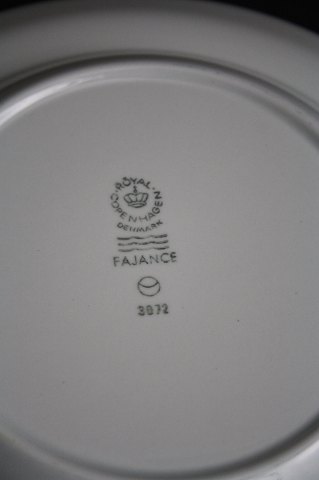 ROYAL
COPENHAGEN
DENMARK
FAJANCE
3072